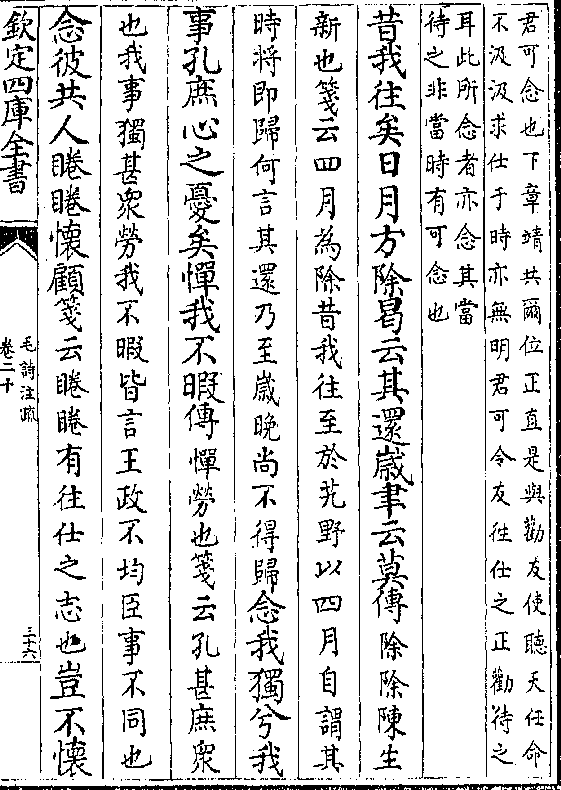 君可念也下章靖共爾位正直是與勸友使聽天任命
不汲汲求仕于時亦無明君可令友徃仕之正勸待之
耳此所念者亦念其當
待之非當時有可念也
昔我往矣日月方除曷云其還歲聿云莫傳除除陳生
新也箋云四月為除昔我往至於艽野以四月自謂其
時将即歸何言其還乃至歲晚尚不得歸念我獨兮我
事孔庶心之憂矣憚我不暇傳憚勞也箋云孔甚庶衆
也我事獨甚衆勞我不暇皆言王政不均臣事不同也
念彼共人睠睠懷顧箋云睠睠有往仕之志也豈不懷
欽定四庫全書
毛詩注疏
卷二十
三十六